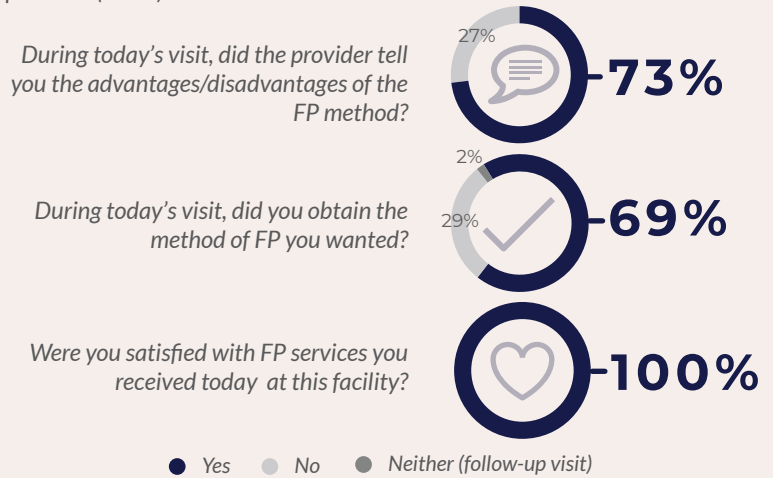 During today's visit, did the provider tell
you the advantages/disadvantages of the
FP method?
27%
73%
During today's visit, did you obtain the
method of FP you wanted?
2%
29%
69%
Were you satisfied with FP services you
received today at this facility?
100%
Yes No Neither (follow-up visit)